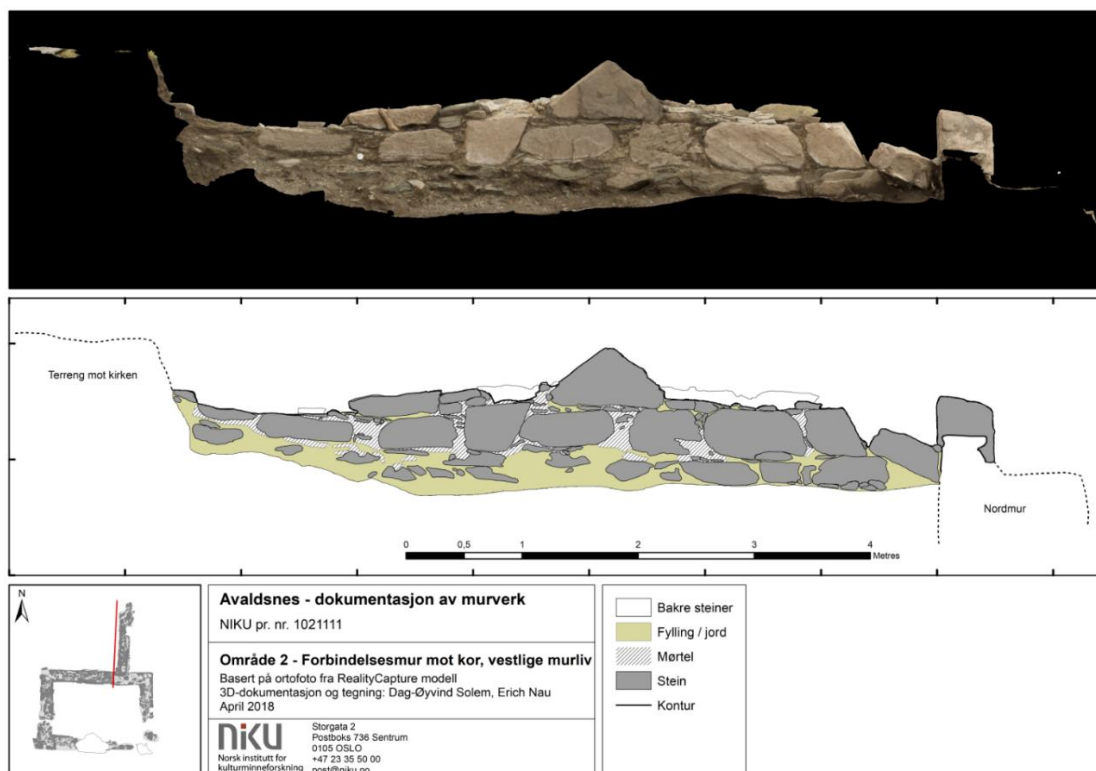 Terreng mot kirken
Nordmur
0 0,5 1 2 3 4
Metres
N
Avaldsnes - dokumentasjon av murverk
NIKU pr. nr. 1021111
Område 2 - Forbindelsesmur mot kor, vestlige murliv
Basert på ortofoto fra RealityCapture modell
3D-dokumentasjon og tegning: Dag-Øyvind Solem, Erich Nau
April 2018
niku
Norsk institutt for
kulturminneforskning
Storgata 2
Postboks 736 Sentrum
0105 OSLO
+47 23 35 50 00
post@niku.no
Bakre steiner
Fylling / jord
Mørtel
Stein
Kontur